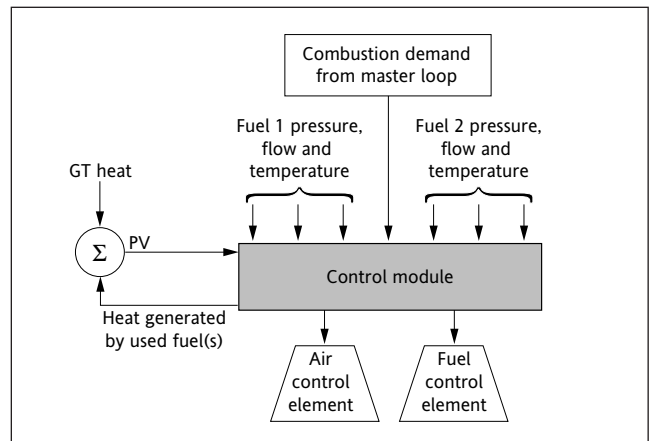 Combustion demand
from master loop
Fuel 1 pressure,
flow and
temperature
Fuel 2 pressure,
flow and
temperature
GT heat
Σ
PV
Control module
Heat generated
by used fuel(s)
Air
control
element
Fuel
control
element